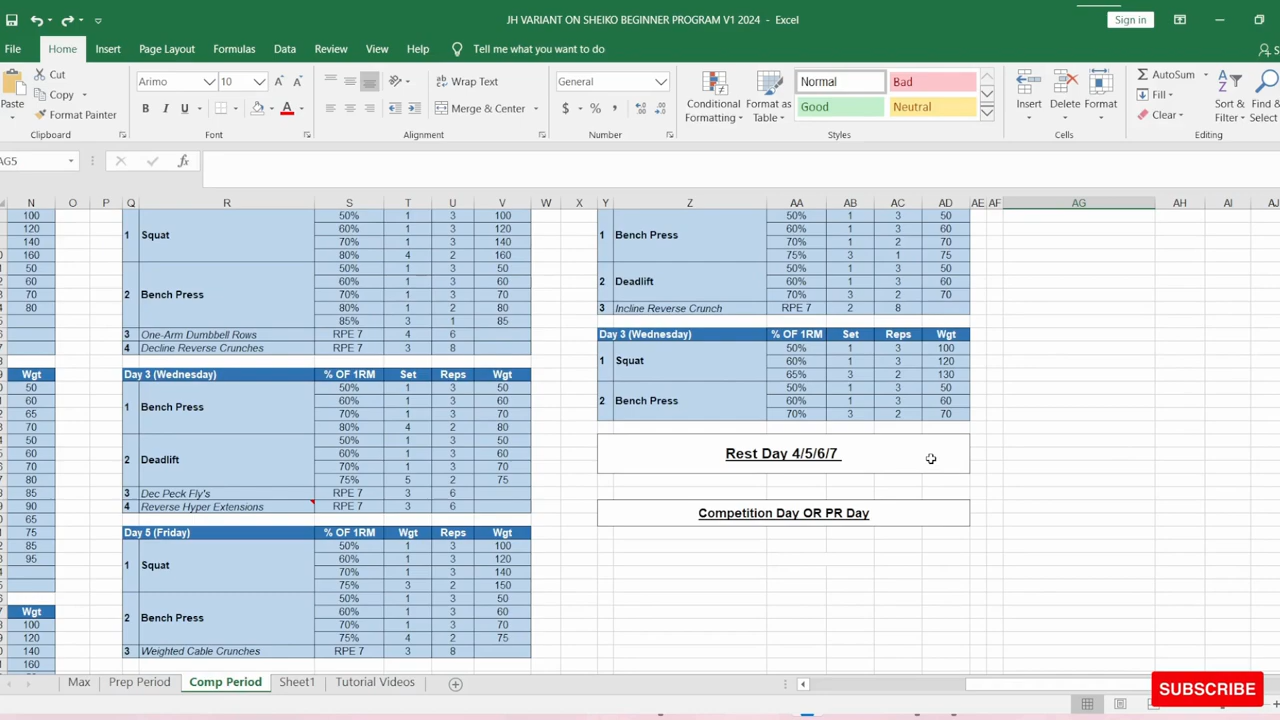 JH VARIANT ON SHEIKO BEGINNER PROGRAM V1 2024 - Excel
Sign in
File Home Insert Page Layout Formulas Data Review View Help Tell me what you want to do
Paste
Cut
Copy
Format Painter
Clipboard
Arimo 10
B I U
Font
Wrap Text
Merge & Center
Alignment
General
Number
Conditional Formatting
Format as Table
Normal Bad
Good Neutral
Styles
Insert Delete Format
Cells
AutoSum
Fill
Clear
Sort & Filter
Find &
Editing
AG5
fx
N O P Q R S T U V W X Y Z AA AB AC AD AE AF AG AH AI AJ
100 50% 1 3 100 50% 1 3 50
120 1 Squat 60% 1 3 120 1 Bench Press 60% 1 3 60
140 70% 1 3 140 70% 1 2 70
160 80% 4 2 160 75% 3 1 75
50 50% 1 3 50 50% 1 3 50
60 60% 1 3 60 2 Deadlift 60% 1 3 60
70 2 Bench Press 70% 1 3 70 70% 3 2 70
80 80% 1 2 80 3 Incline Reverse Crunch RPE 7 2 8
85% 3 1 85
3 One-Arm Dumbbell Rows RPE 7 4 6 Day 3 (Wednesday) % OF 1RM Set Reps Wgt
4 Decline Reverse Crunches RPE 7 3 8 50% 1 3 100
1 Squat 60% 1 3 120
Wgt Day 3 (Wednesday) % OF 1RM Set Reps Wgt 65% 3 3 130
50 50% 1 3 50 50% 1 3 50
60 1 Bench Press 60% 1 3 60 2 Bench Press 60% 1 3 60
65 70% 1 3 70 70% 3 2 70
70 80% 4 2 80
50 50% 1 3 50
65 2 Deadlift 60% 1 3 60 Rest Day 4/5/6/7
70 70% 1 3 70
80 75% 5 2 75
85 3 Dec Peck Fly's RPE 7 3 6
90 4 Reverse Hyper Extensions RPE 7 3 6 Competition Day OR PR Day
65
75 Day 5 (Friday) % OF 1RM Wgt Reps Wgt
85 50% 1 3 100
95 1 Squat 60% 1 3 120
70% 1 3 140
75% 3 2 150
50% 1 3 50
Wgt 2 Bench Press 60% 1 3 60
100 70% 1 3 70
120 75% 4 2 75
140 3 Weighted Cable Crunches RPE 7 3 8
160
Max Prep Period Comp Period Sheet1 Tutorial Videos
SUBSCRIBE